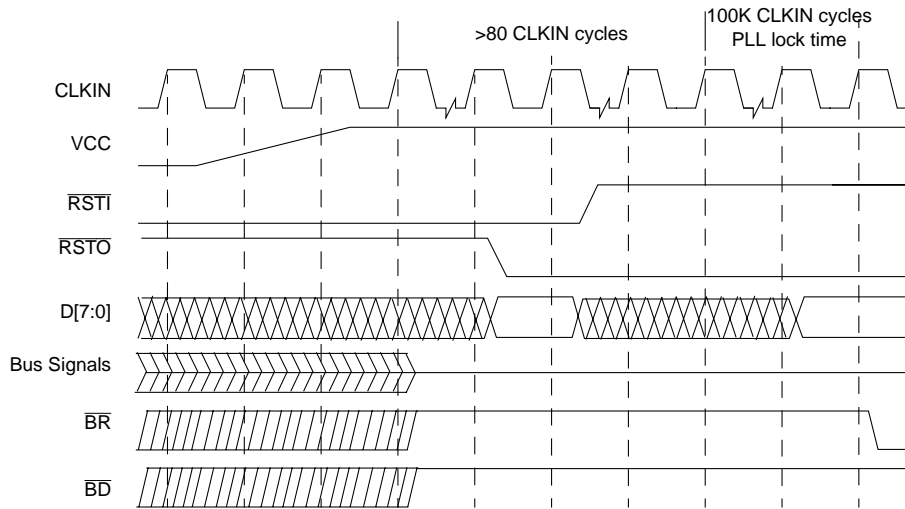 >80 CLKIN cycles
100K CLKIN cycles
PLL lock time
CLKIN
VCC
RSTI
RSTO
D[7:0]
Bus Signals
BR
BD